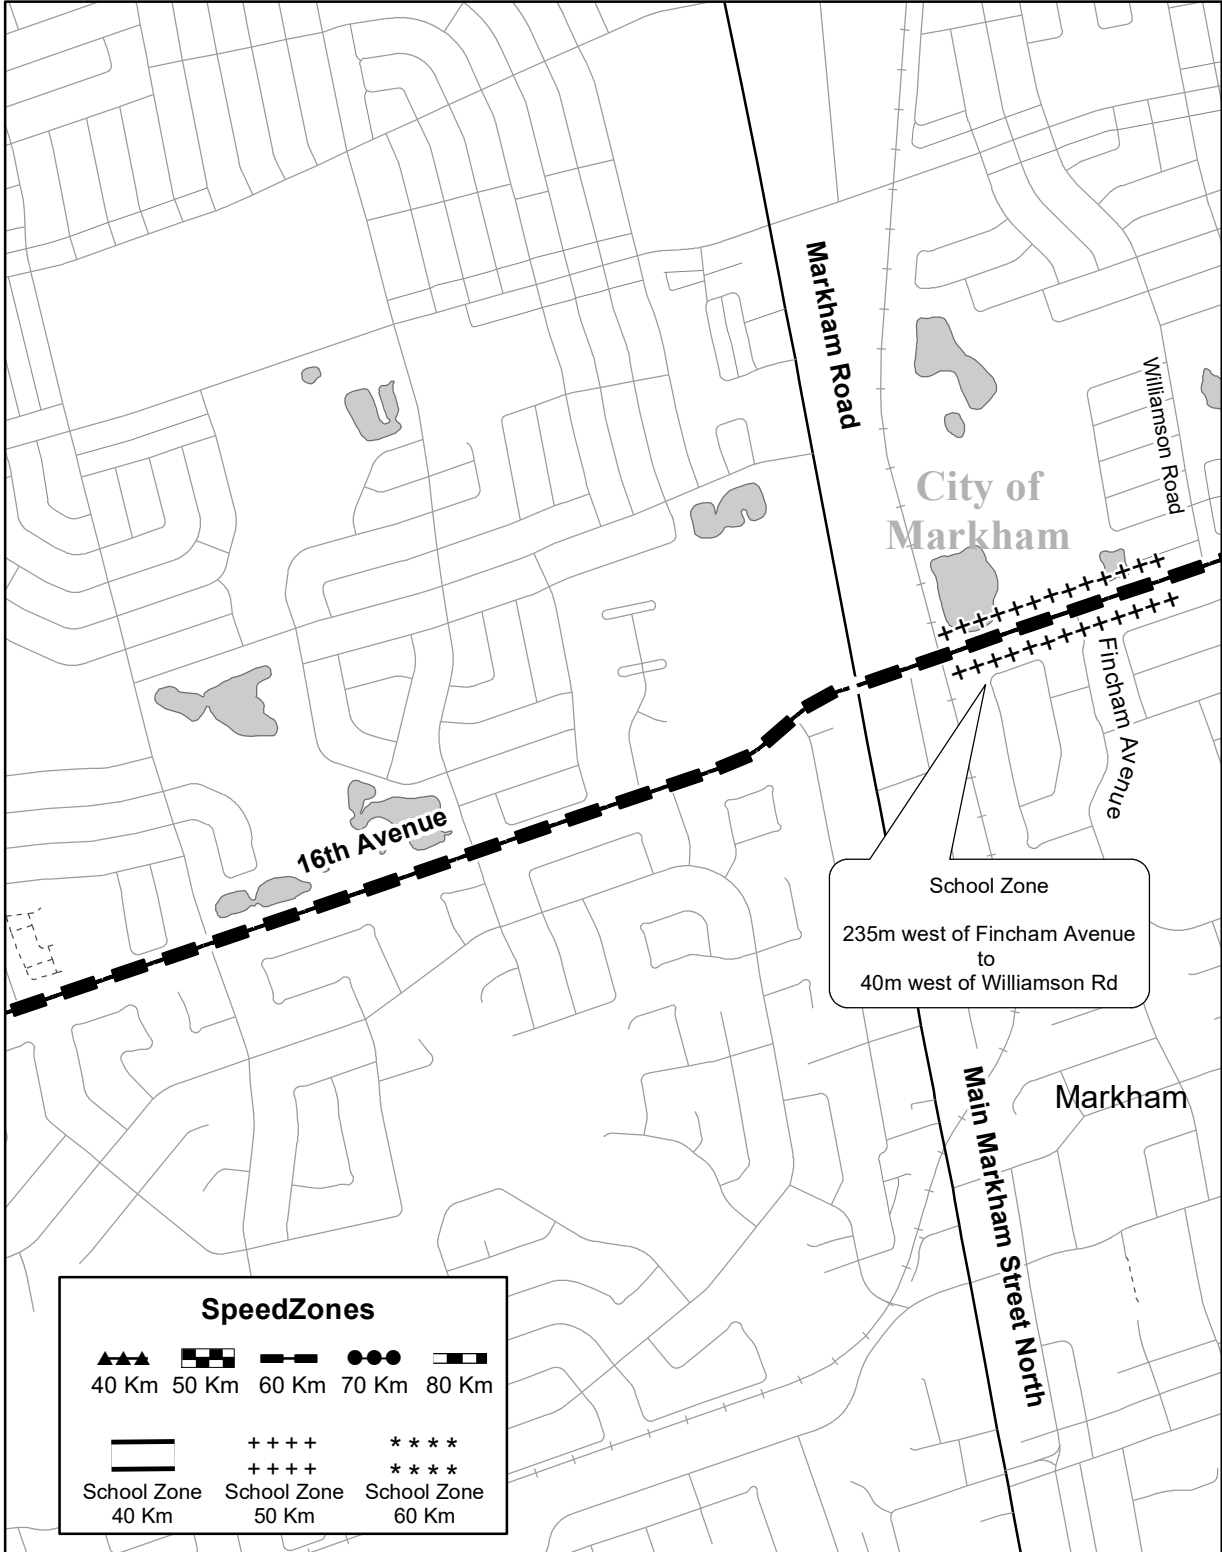 Markham Road
Williamson Road
City of
Markham
Fincham Avenue
16th Avenue
School Zone
235m west of Fincham Avenue
to
40m west of Williamson Rd
Main Markham Street North
Markham
SpeedZones
40 Km 50 Km 60 Km 70 Km 80 Km
School Zone School Zone School Zone
40 Km 50 Km 60 Km